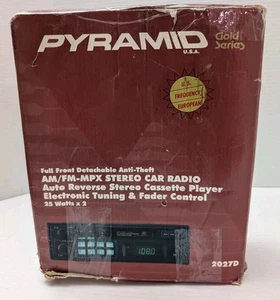 PYRAMID
U.S.A.
Gold
Series
FREQUENCY
EUROPEAN
Full Front Detachable Anti-Theft
AM/FM-MPX STEREO CAR RADIO
Auto Reverse Stereo Cassette Player
Electronic Tuning & Fader Control
25 Watts x 2
1080
2027D